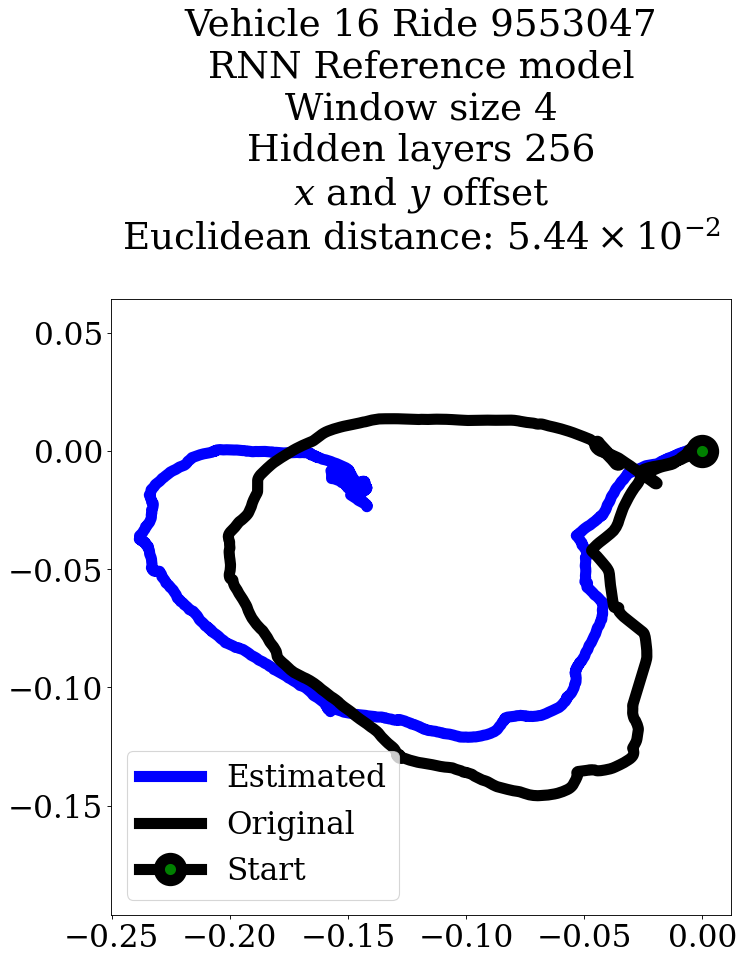 Vehicle 16 Ride 9553047
RNN Reference model
Window size 4
Hidden layers 256
x and y offset
Euclidean distance: 5.44 × 10⁻²
0.05
0.00
−0.05
−0.10
−0.15
Estimated
Original
Start
−0.25 −0.20 −0.15 −0.10 −0.05 0.00